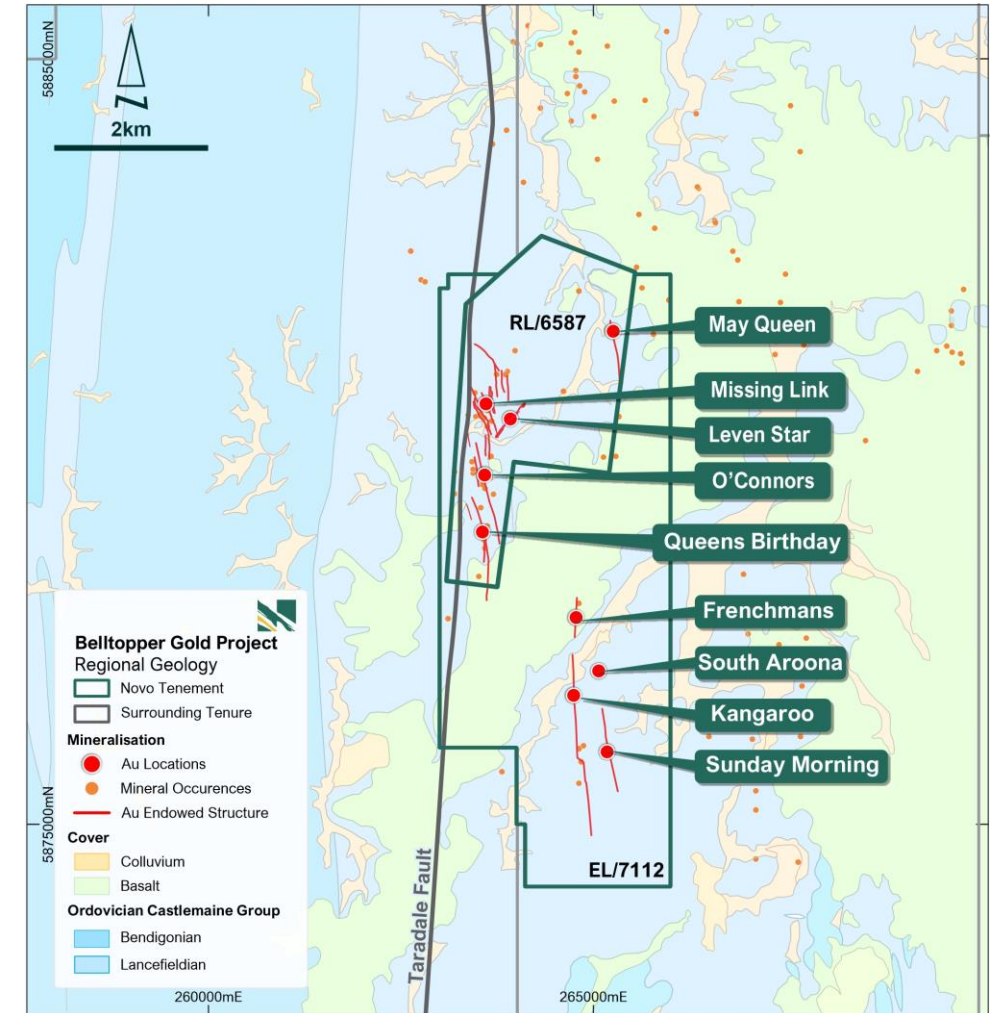 5885000mN
N
2km
RL/6587
May Queen
Missing Link
Leven Star
O'Connors
Queens Birthday
Frenchmans
South Aroona
Kangaroo
Sunday Morning
EL/7112
Taradale Fault
5875000mN
Belltopper Gold Project
Regional Geology
Novo Tenement
Surrounding Tenure
Mineralisation
Au Locations
Mineral Occurences
Au Endowed Structure
Cover
Colluvium
Basalt
Ordovician Castlemaine Group
Bendigonian
Lancefieldian
260000mE
265000mE